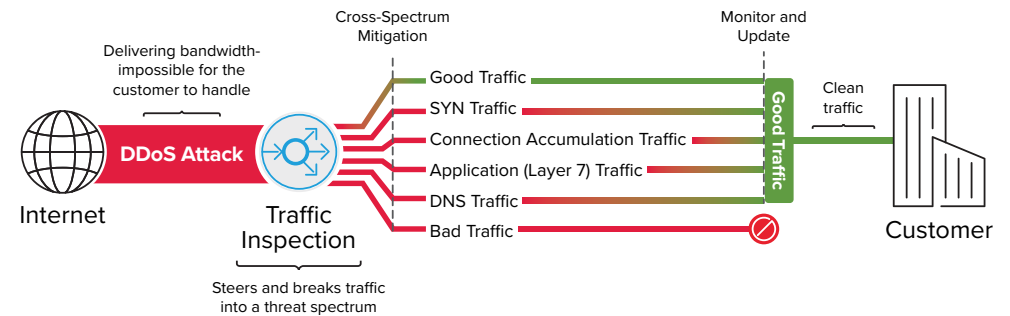 Cross-Spectrum
Mitigation
Monitor and
Update
Delivering bandwidth-
impossible for the
customer to handle
Good Traffic
SYN Traffic
Connection Accumulation Traffic
Application (Layer 7) Traffic
DNS Traffic
Bad Traffic
Good Traffic
Clean
traffic
DDoS Attack
Internet
Traffic
Inspection
Customer
Steers and breaks traffic
into a threat spectrum